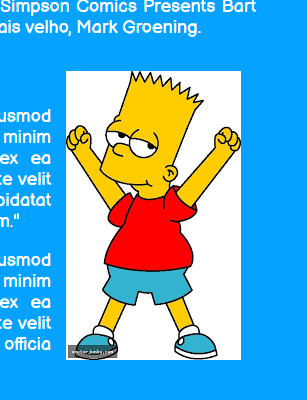 Simpson Comics Presents Bart
ais velho, Mark Groening.
usmod
minim
ex ea
te velit
pidatat
m."
usmod
minim
ex ea
te velit
officia